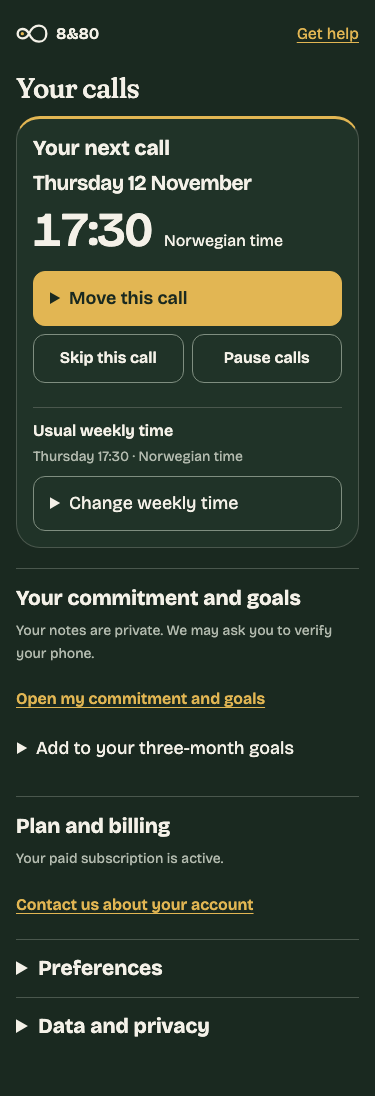 8&80
Get help
Your calls
Your next call
Thursday 12 November
17:30 Norwegian time
Move this call
Skip this call
Pause calls
Usual weekly time
Thursday 17:30 · Norwegian time
Change weekly time
Your commitment and goals
Your notes are private. We may ask you to verify
your phone.
Open my commitment and goals
Add to your three-month goals
Plan and billing
Your paid subscription is active.
Contact us about your account
Preferences
Data and privacy